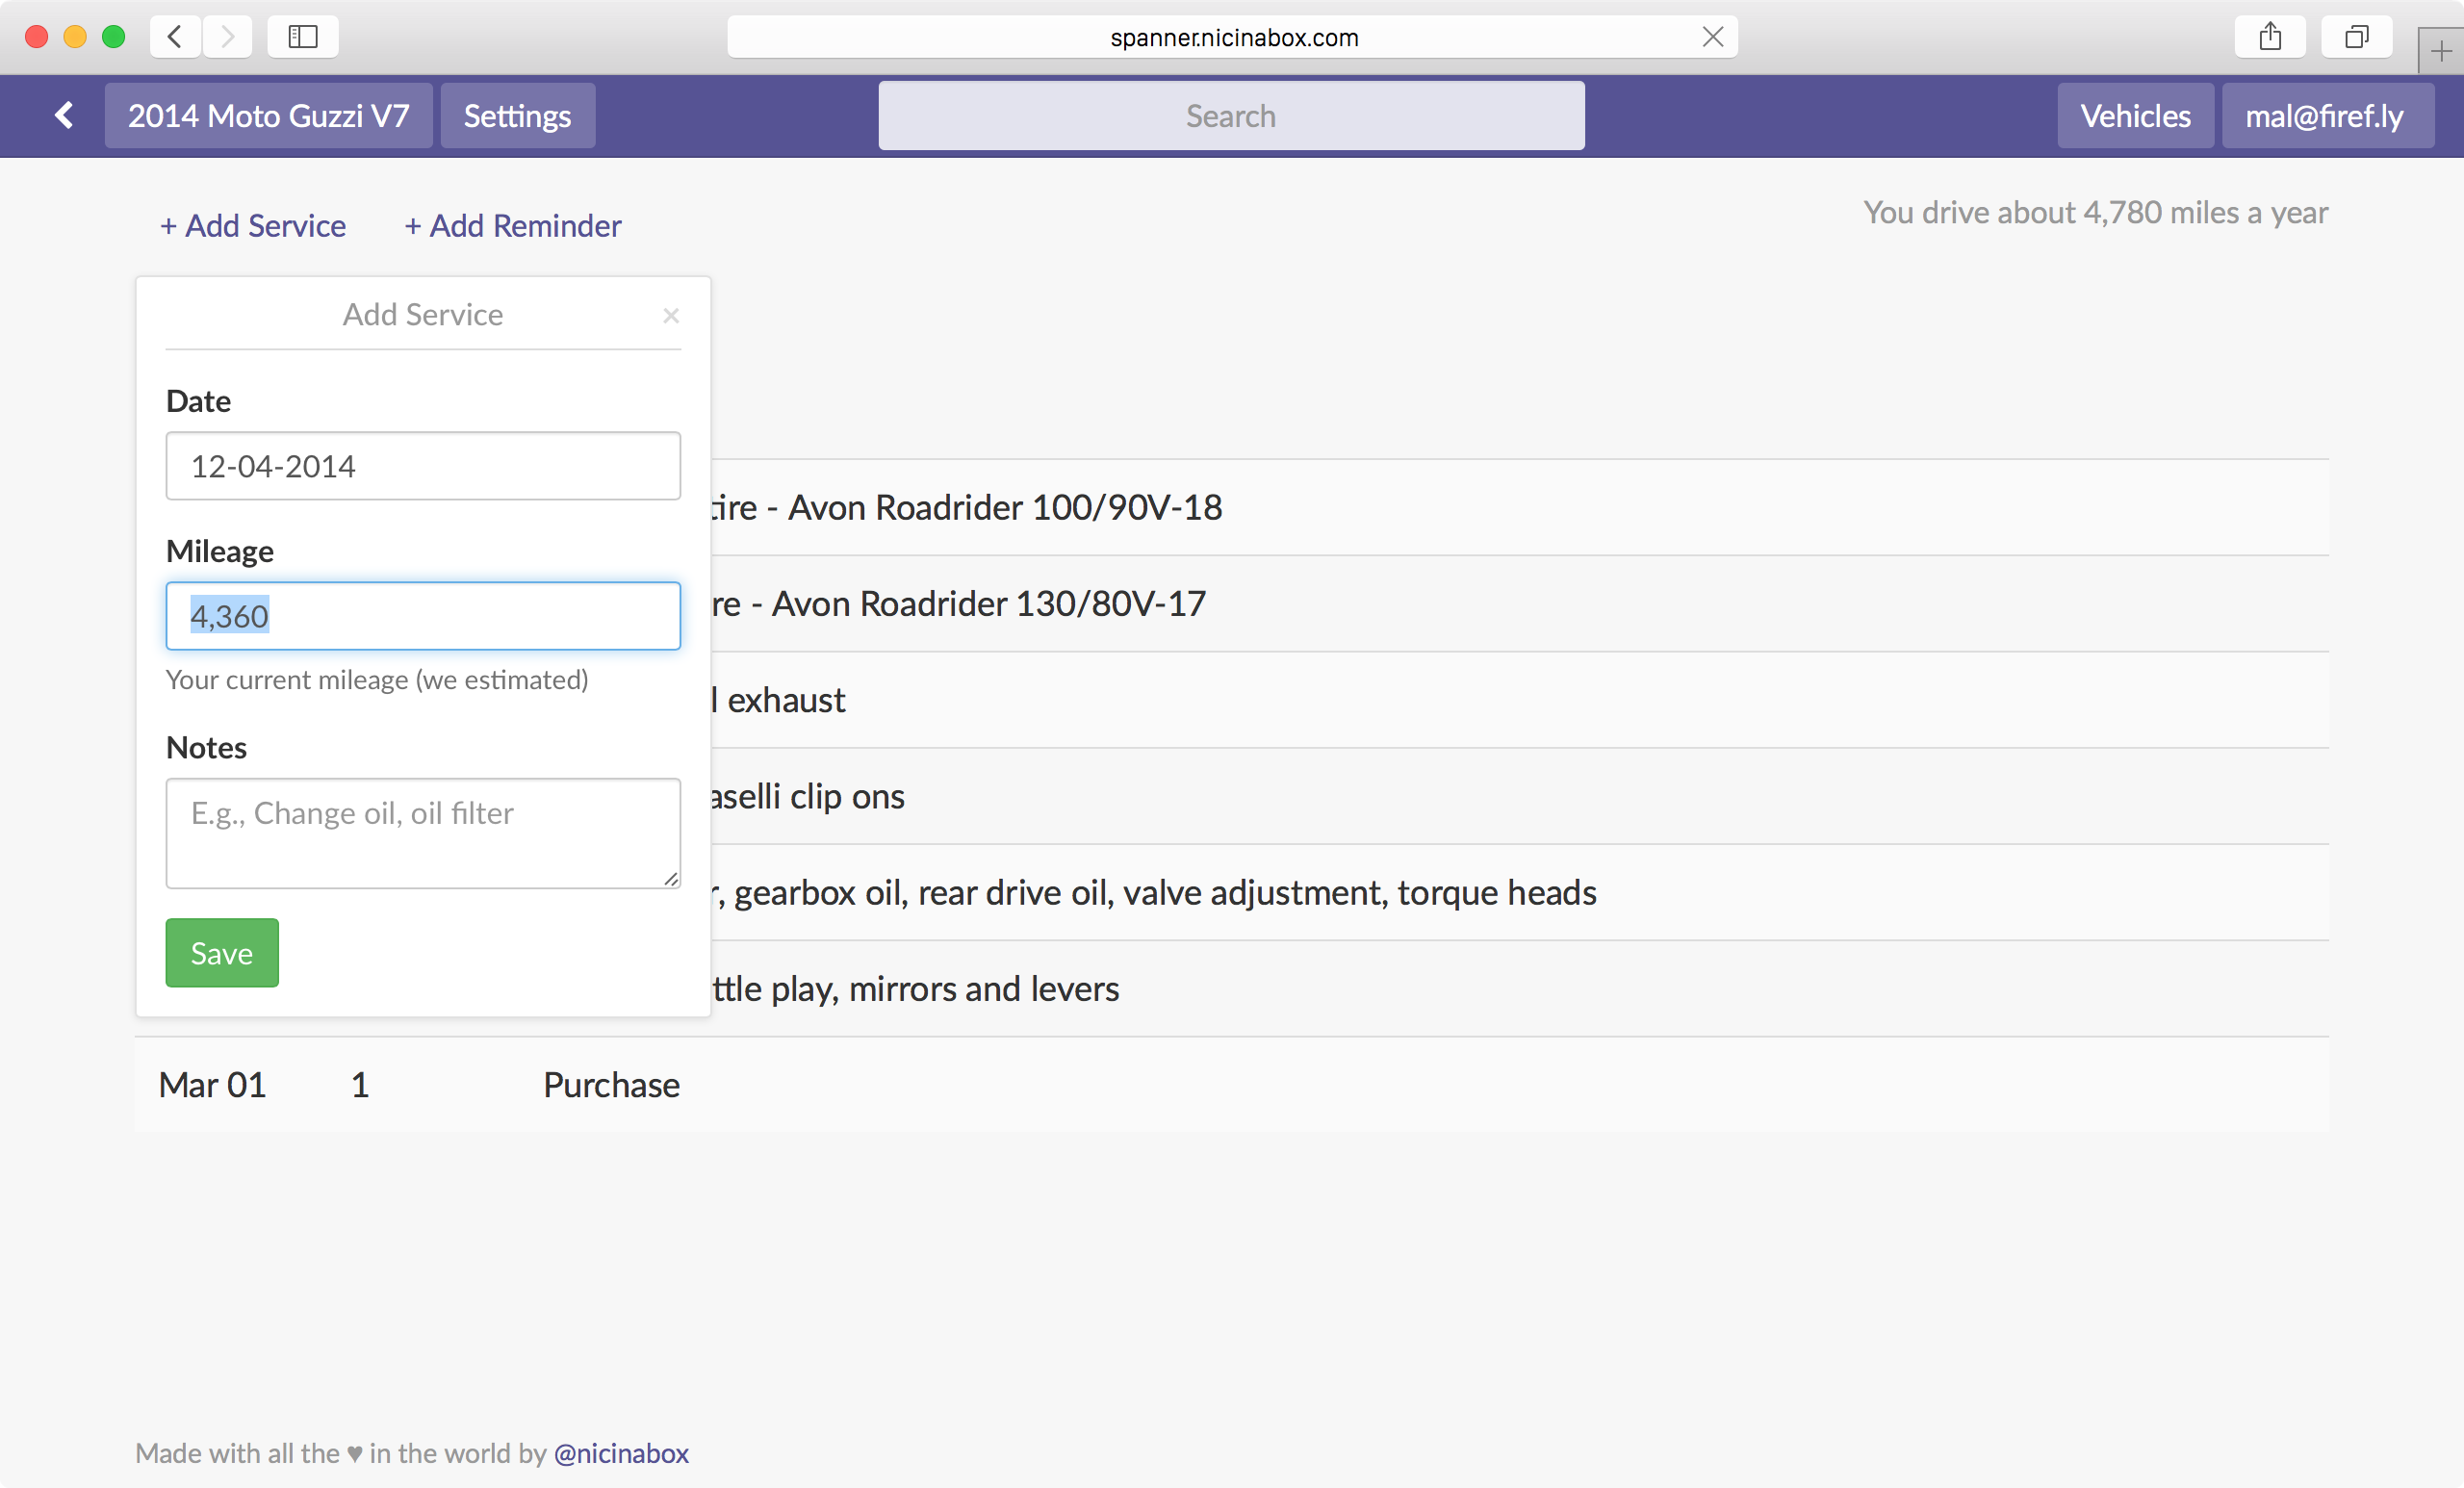 spanner.nicinabox.com
2014 Moto Guzzi V7
Settings
Search
Vehicles
mal@firef.ly
+ Add Service
+ Add Reminder
You drive about 4,780 miles a year
Add Service
×
Date
12-04-2014
Mileage
4,360
Your current mileage (we estimated)
Notes
E.g., Change oil, oil filter
Save
tire - Avon Roadrider 100/90V-18
re - Avon Roadrider 130/80V-17
l exhaust
aselli clip ons
r, gearbox oil, rear drive oil, valve adjustment, torque heads
ttle play, mirrors and levers
Mar 01 1 Purchase
Made with all the ♥ in the world by @nicinabox